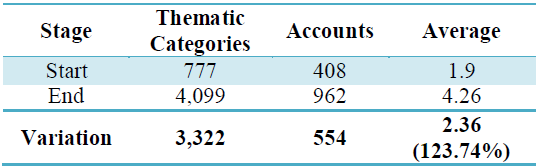 Stage Thematic Categories Accounts Average
Start 777 408 1.9
End 4,099 962 4.26
Variation 3,322 554 2.36 (123.74%)